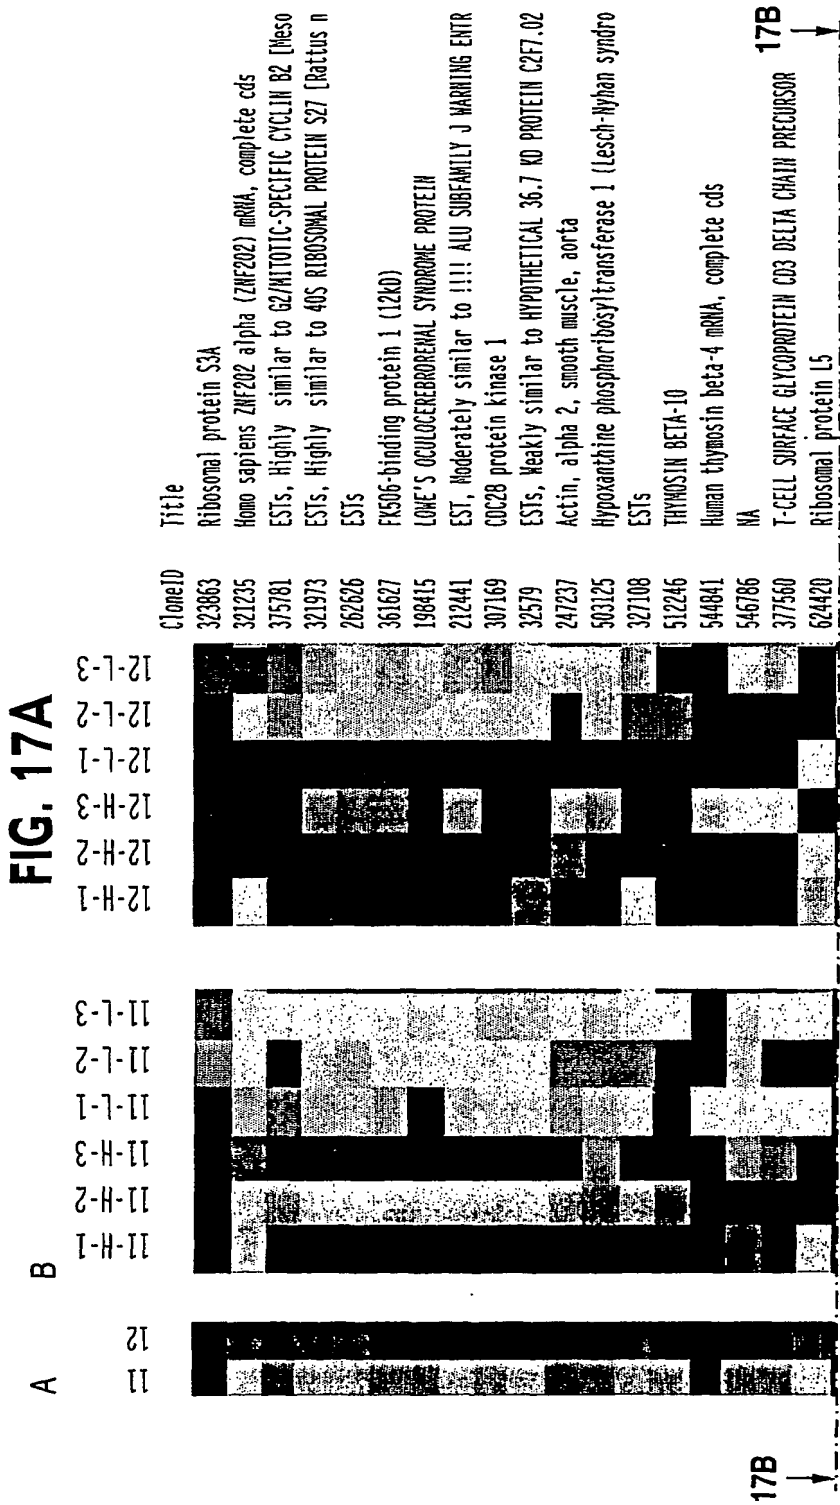 FIG. 17A
A
B
11
12
11-H-1
11-H-2
11-H-3
11-L-1
11-L-2
11-L-3
12-H-1
12-H-2
12-H-3
12-L-1
12-L-2
12-L-3
CloneID Title
323863 Ribosomal protein S3A
321235 Homo sapiens ZNF202 alpha (ZNF202) mRNA, complete cds
375781 ESTs, Highly similar to G2/MITOTIC-SPECIFIC CYCLIN B2 [Meso
321973 ESTs, Highly similar to 40S RIBOSOMAL PROTEIN S27 [Rattus n
262626 ESTs
361627 FK506-binding protein 1 (12kD)
198415 LOWE'S OCULOCEREBRORENAL SYNDROME PROTEIN
212441 EST, Moderately similar to !!!! ALU SUBFAMILY J WARNING ENTR
307169 CDC28 protein kinase 1
32579 ESTs, Weakly similar to HYPOTHETICAL 36.7 KD PROTEIN C2F7.02
247237 Actin, alpha 2, smooth muscle, aorta
503125 Hypoxanthine phosphoribosyltransferase 1 (Lesch-Nyhan syndro
327108 ESTs
512246 THYMOSIN BETA-10
544841 Human thymosin beta-4 mRNA, complete cds
546786 NA
377560 T-CELL SURFACE GLYCOPROTEIN CD3 DELTA CHAIN PRECURSOR
624420 Ribosomal protein L5
17B
17B